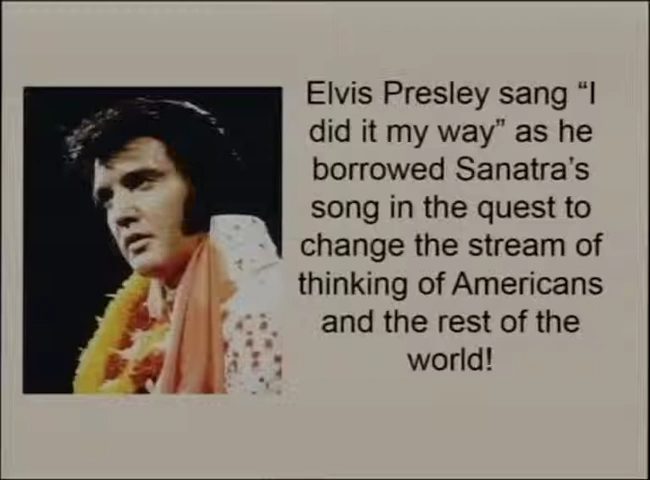 Elvis Presley sang “I
did it my way” as he
borrowed Sanatra’s
song in the quest to
change the stream of
thinking of Americans
and the rest of the
world!